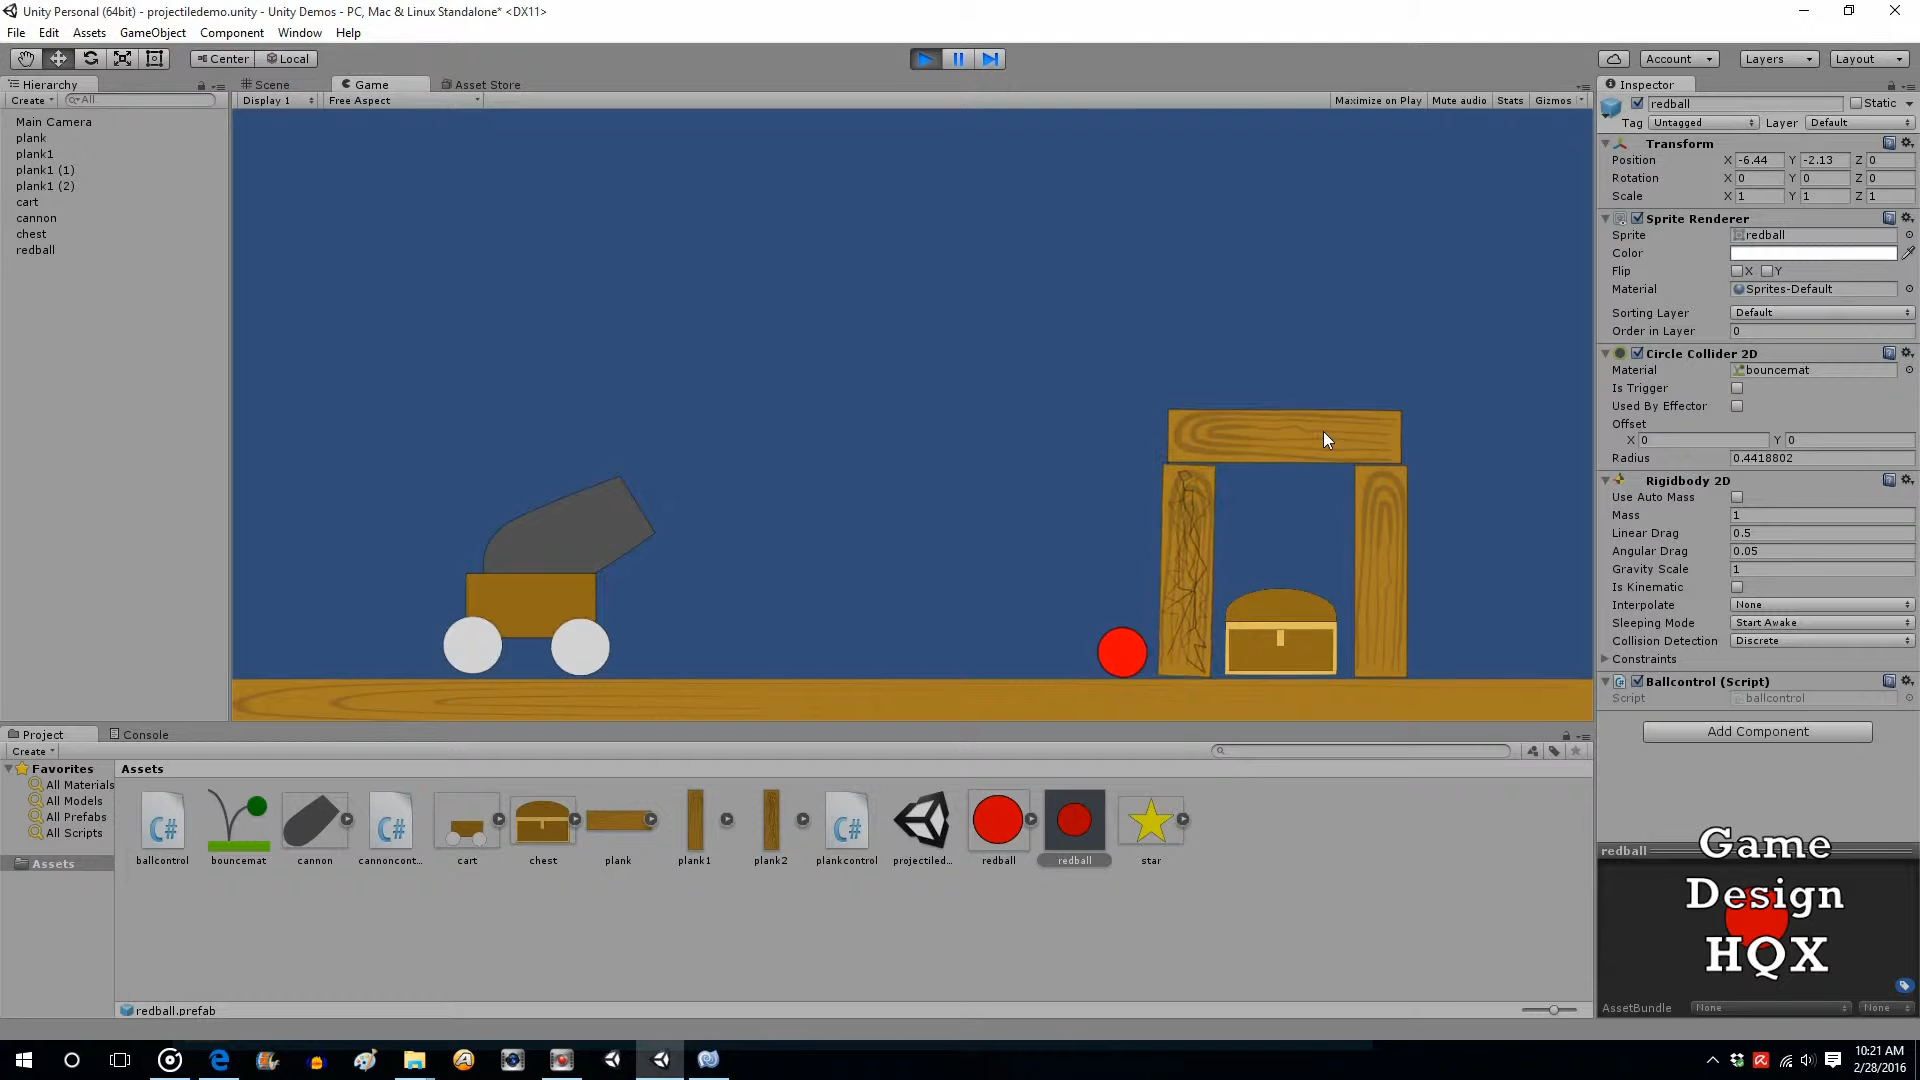 Unity Personal (64bit) - projectiledemo.unity - Unity Demos - PC, Mac & Linux Standalone* <DX11>
File Edit Assets GameObject Component Window Help
Center Local Account Layers Layout
Hierarchy
Create All
Main Camera
plank
plank1
plank1 (1)
plank1 (2)
cart
cannon
chest
redball
Scene Game Asset Store
Display 1 Free Aspect Maximize on Play Mute audio Stats Gizmos
Inspector
redball Static
Tag Untagged Layer Default
Transform
Position X -6.44 Y -2.13 Z 0
Rotation X 0 Y 0 Z 0
Scale X 1 Y 1 Z 1
Sprite Renderer
Sprite redball
Color
Flip X Y
Material Sprites-Default
Sorting Layer Default
Order in Layer 0
Circle Collider 2D
Material bouncemat
Is Trigger
Used By Effector
Offset
X 0 Y 0
Radius 0.4418802
Rigidbody 2D
Use Auto Mass
Mass 1
Linear Drag 0.5
Angular Drag 0.05
Gravity Scale 1
Is Kinematic
Interpolate None
Sleeping Mode Start Awake
Collision Detection Discrete
Constraints
Ballcontrol (Script)
Script ballcontrol
Add Component
Project Console
Create
Favorites
All Materials
All Models
All Prefabs
All Scripts
Assets
Assets
C# C# C#
ballcontrol bouncemat cannon cannoncont... cart chest plank plank1 plank2 plankcontrol projectiled... redball redball star
redball.prefab
redball
Game
Design
HQX
AssetBundle None None
10:21 AM
2/28/2016